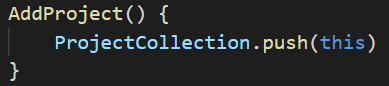 AddProject() {
    ProjectCollection.push(this)
}